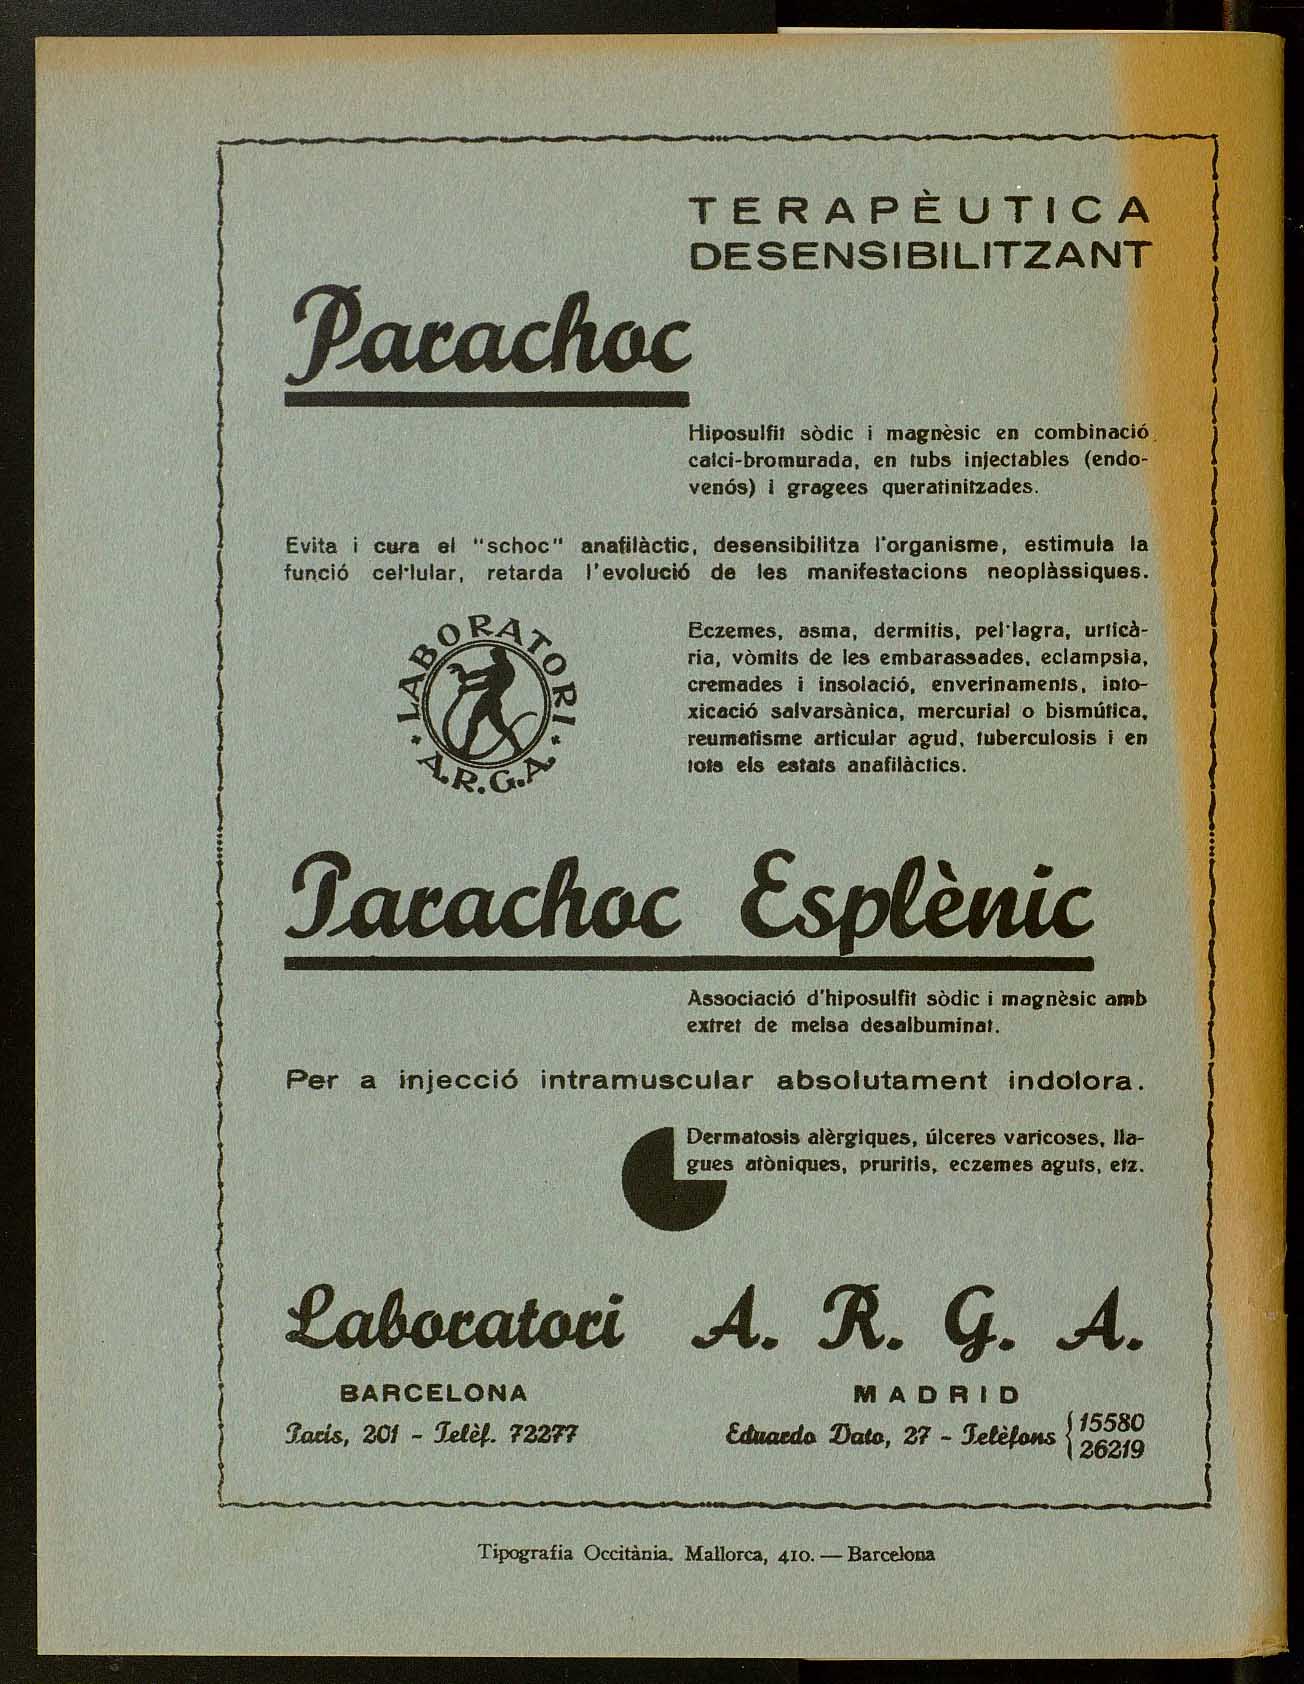 TERAPÈUTICA
DESENSIBILITZANT
Parachoc
Hiposulfit sòdic i magnèsic en combinació
calci-bromurada, en tubs injectables (endo-
venós) i gragees queratinitzades.
Evita i cura el "schoc" anafilàctic, desensibilitza l'organisme, estimula la
funció cel·lular, retarda l'evolució de les manifestacions neoplàssiques.
LABORATORI
A.R.G.A.
Eczemes, asma, dermitis, pel·lagra, urticà-
ria, vòmits de les embarassades, eclampsia,
cremades i insolació, enverinaments, into-
xicació salvarsànica, mercurial o bismútica,
reumatisme articular agud, tuberculosis i en
tots els estats anafilàctics.
Parachoc Esplènic
Associació d'hiposulfit sòdic i magnèsic amb
extret de melsa desalbuminat.
Per a injecció intramuscular absolutament indolora.
Dermatosis alèrgiques, úlceres varicoses, lla-
gues atòniques, pruritis, eczemes aguts, etz.
Laboratori A. R. G. A.
BARCELONA MADRID
París, 201 - Telèf. 72277 Eduardo Dato, 27 - Telèfons { 15580
26219
Tipografia Occitània. Mallorca, 410. — Barcelona